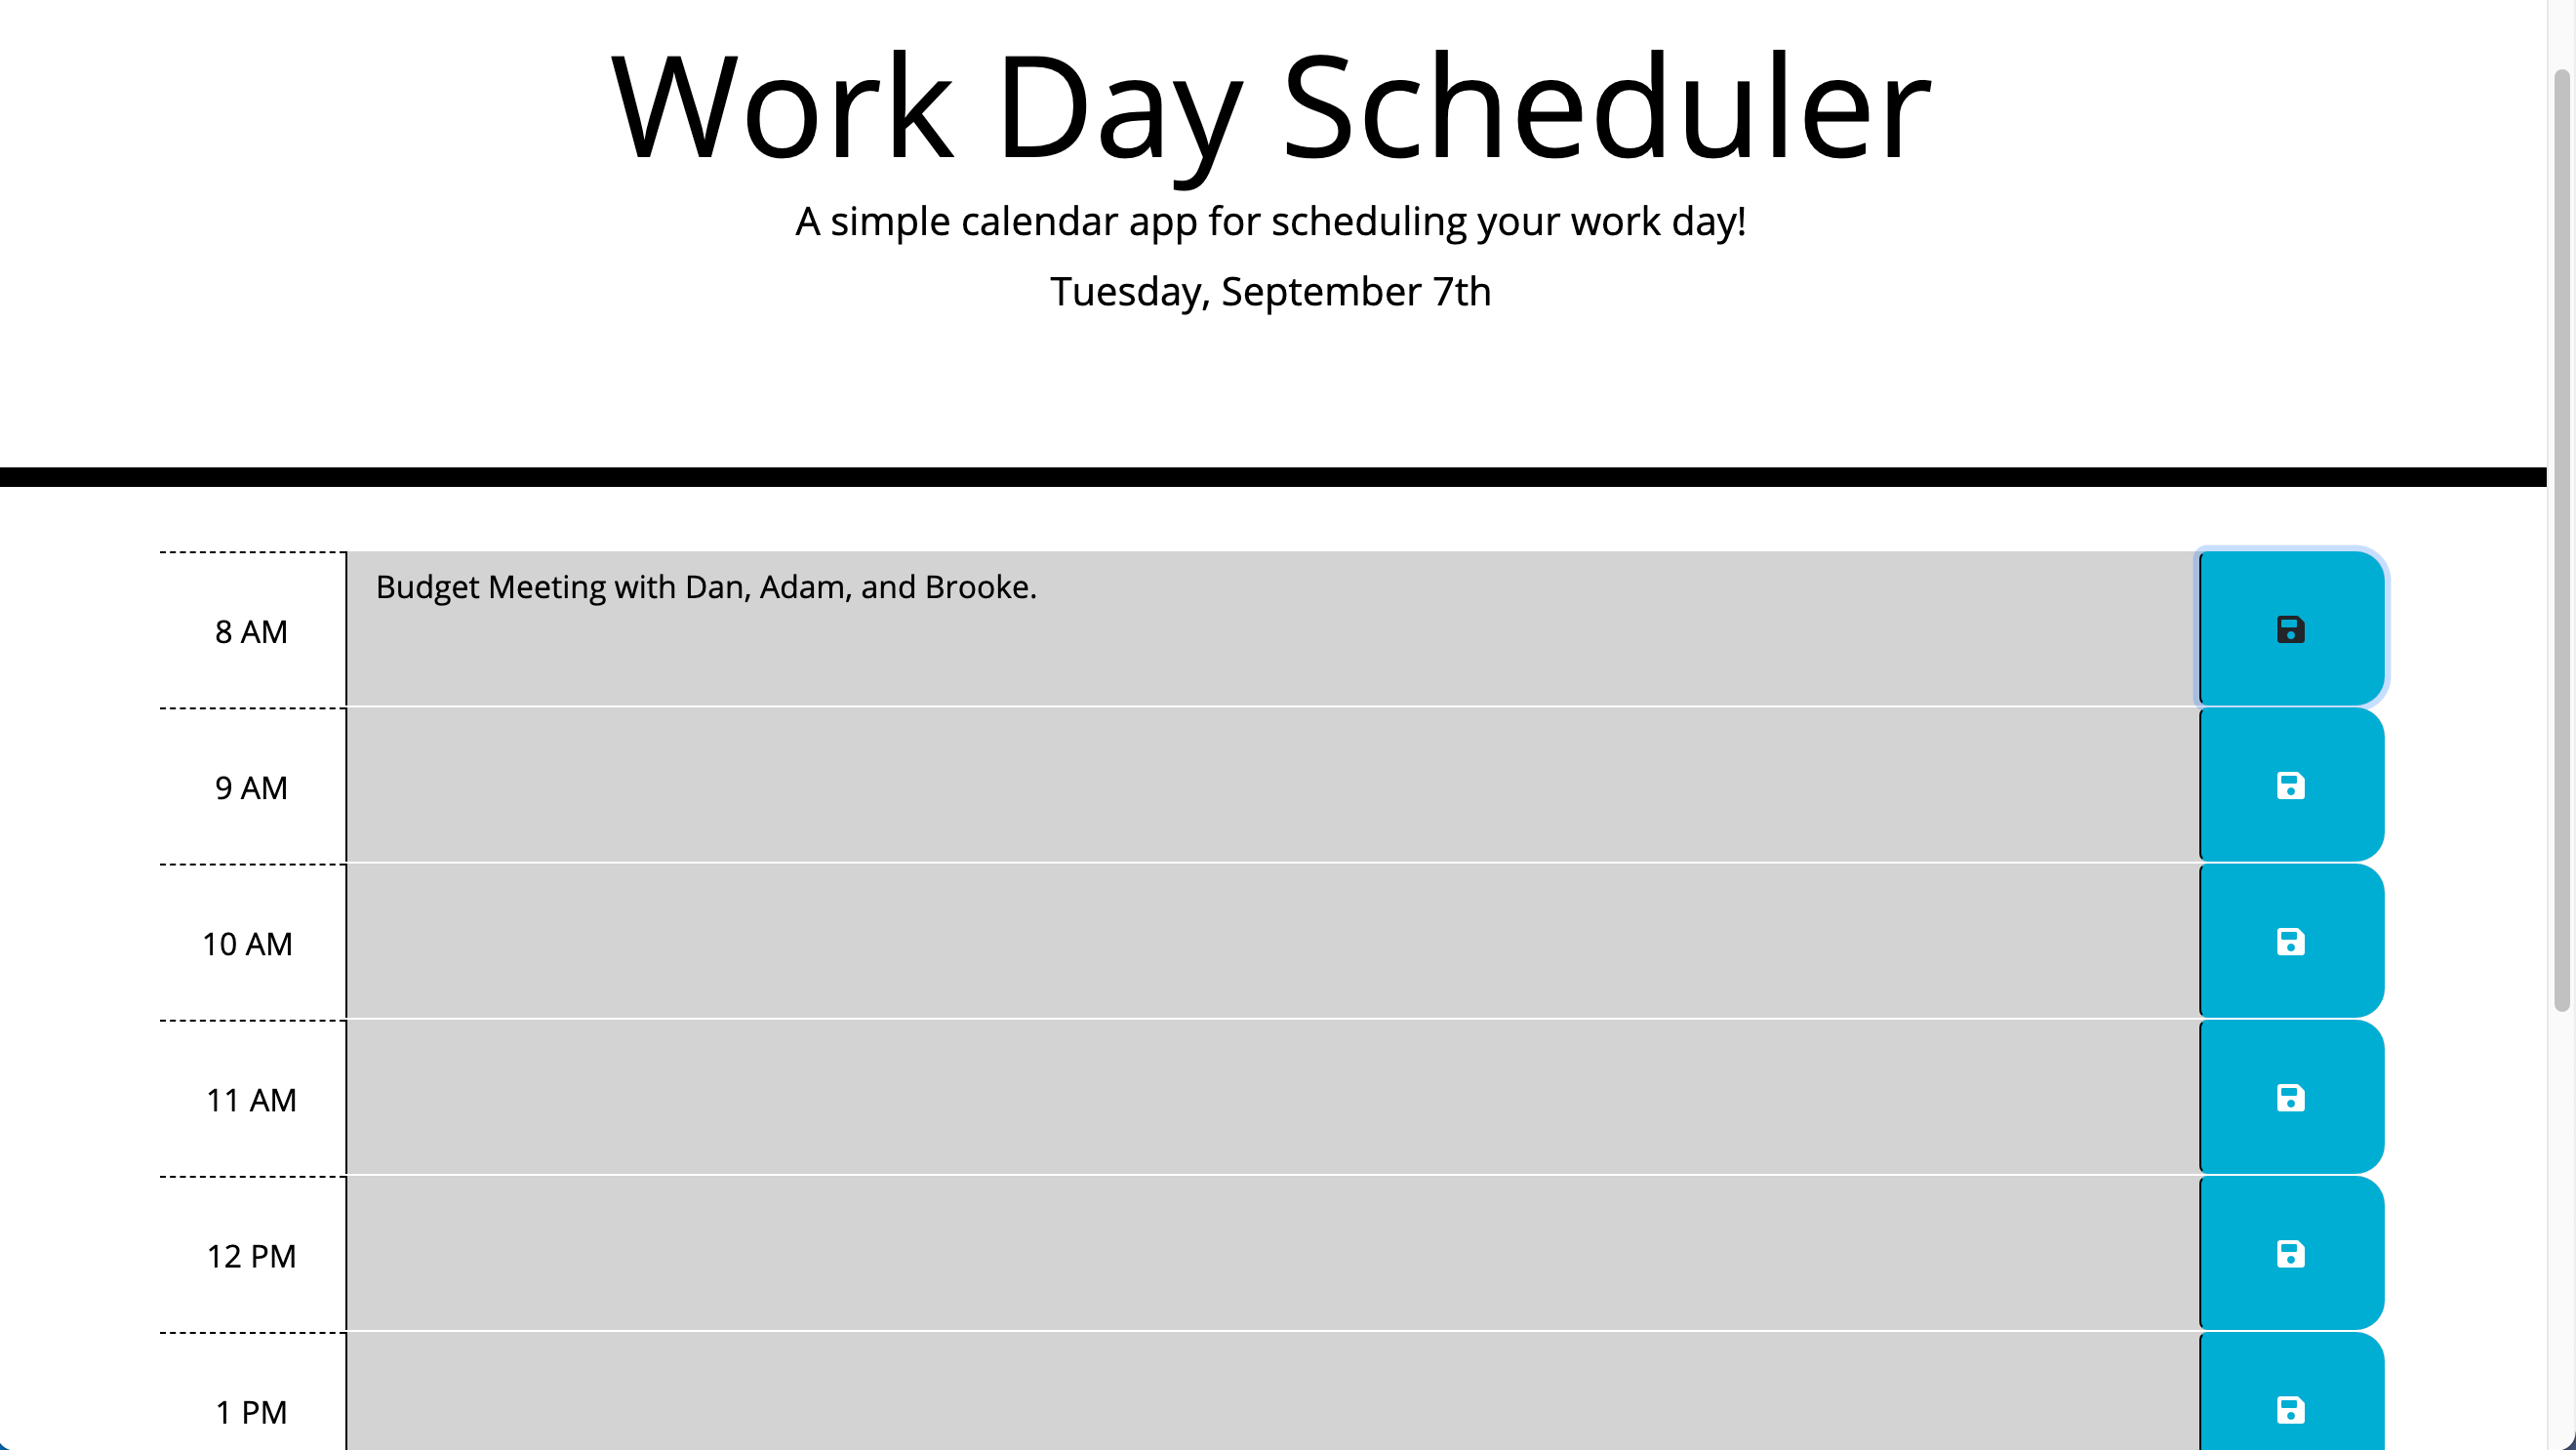 Work Day Scheduler
A simple calendar app for scheduling your work day!
Tuesday, September 7th
8 AM
Budget Meeting with Dan, Adam, and Brooke.
9 AM
10 AM
11 AM
12 PM
1 PM